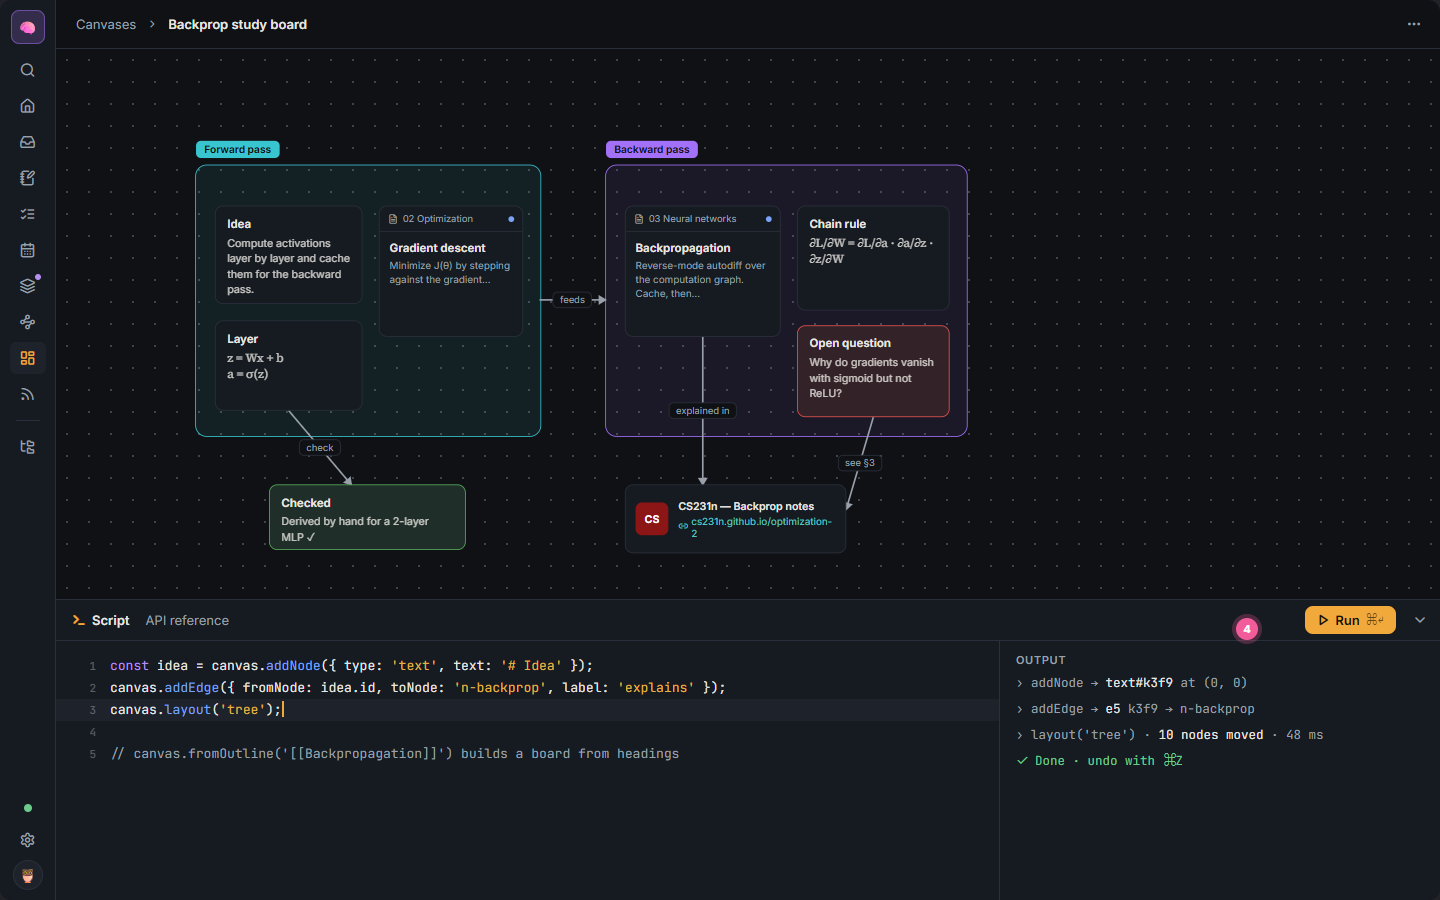 Canvases › Backprop study board
Forward pass
Idea
Compute activations
layer by layer and cache
them for the backward
pass.
02 Optimization
Gradient descent
Minimize J(θ) by stepping
against the gradient...
Layer
z = Wx + b
a = σ(z)
feeds
check
Checked
Derived by hand for a 2-layer
MLP ✓
Backward pass
03 Neural networks
Backpropagation
Reverse-mode autodiff over
the computation graph.
Cache, then...
Chain rule
∂L/∂W = ∂L/∂a · ∂a/∂z ·
∂z/∂W
Open question
Why do gradients vanish
with sigmoid but not
ReLU?
explained in
see §3
CS
CS231n — Backprop notes
cs231n.github.io/optimization-
2
Script API reference
4
Run ⌘↵
1 const idea = canvas.addNode({ type: 'text', text: '# Idea' });
2 canvas.addEdge({ fromNode: idea.id, toNode: 'n-backprop', label: 'explains' });
3 canvas.layout('tree');
4
5 // canvas.fromOutline('[[Backpropagation]]') builds a board from headings
OUTPUT
› addNode → text#k3f9 at (0, 0)
› addEdge → e5 k3f9 → n-backprop
› layout('tree') · 10 nodes moved · 48 ms
✓ Done · undo with ⌘Z